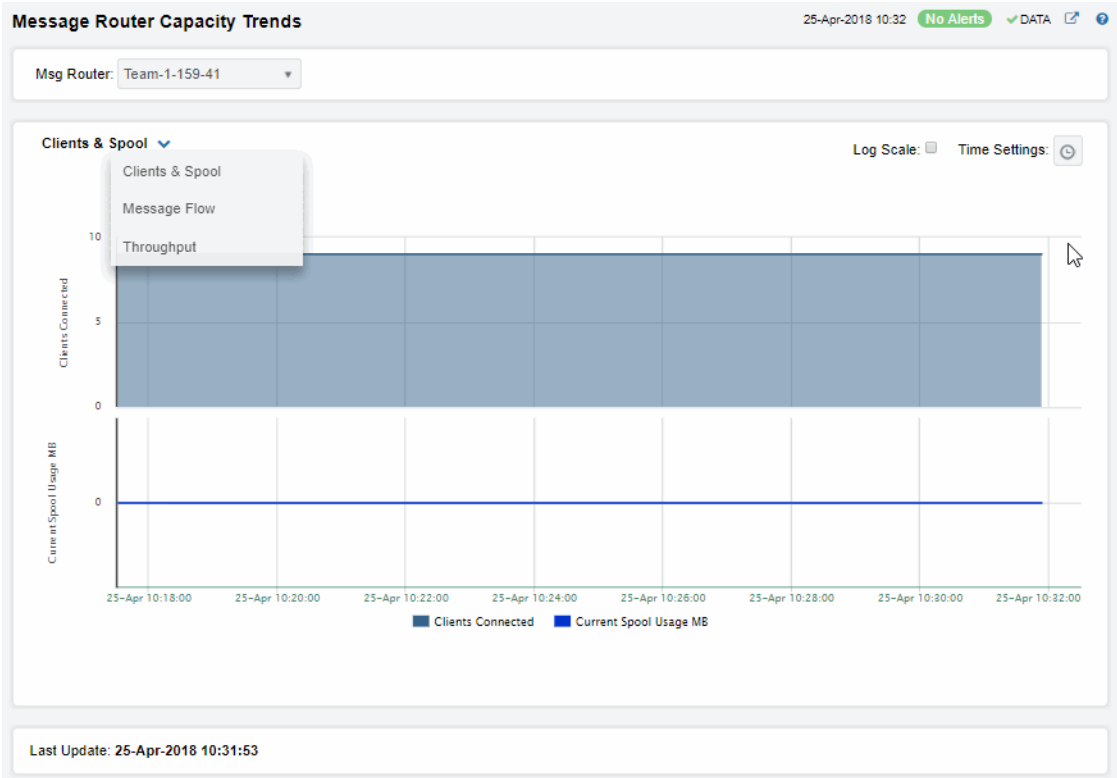 Message Router Capacity Trends
25-Apr-2018 10:32 No Alerts DATA
Msg Router: Team-1-159-41
Clients & Spool
Log Scale: Time Settings:
Clients & Spool
Message Flow
Throughput
10
5
0
Clients Connected
0
Current Spool Usage MB
25-Apr 10:18:00 25-Apr 10:20:00 25-Apr 10:22:00 25-Apr 10:24:00 25-Apr 10:26:00 25-Apr 10:28:00 25-Apr 10:30:00 25-Apr 10:32:00
Clients Connected Current Spool Usage MB
Last Update: 25-Apr-2018 10:31:53